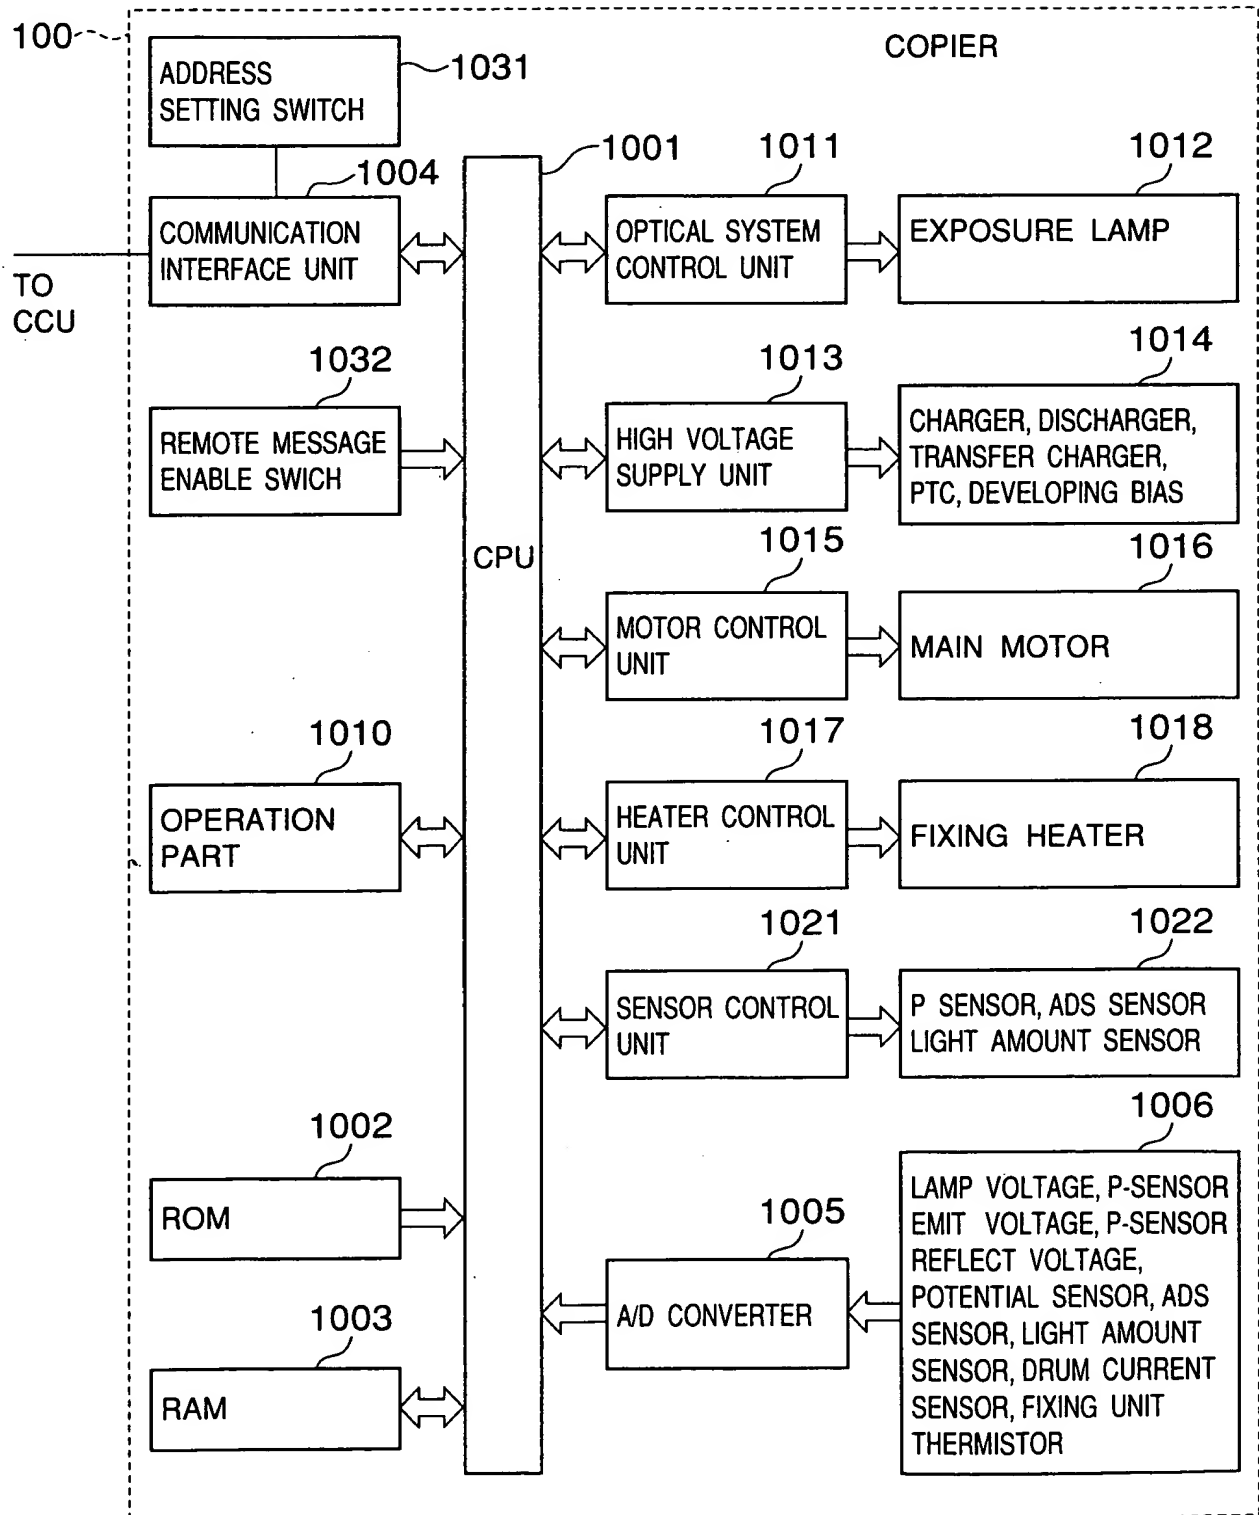 100
COPIER
ADDRESS
SETTING SWITCH
1031
1004
1001
1011
1012
COMMUNICATION
INTERFACE UNIT
OPTICAL SYSTEM
CONTROL UNIT
EXPOSURE LAMP
TO
CCU
1032
1013
1014
REMOTE MESSAGE
ENABLE SWICH
HIGH VOLTAGE
SUPPLY UNIT
CHARGER, DISCHARGER,
TRANSFER CHARGER,
PTC, DEVELOPING BIAS
CPU
1015
1016
MOTOR CONTROL
UNIT
MAIN MOTOR
1010
1017
1018
OPERATION
PART
HEATER CONTROL
UNIT
FIXING HEATER
1021
1022
SENSOR CONTROL
UNIT
P SENSOR, ADS SENSOR
LIGHT AMOUNT SENSOR
1002
1006
ROM
1005
LAMP VOLTAGE, P-SENSOR
EMIT VOLTAGE, P-SENSOR
REFLECT VOLTAGE,
POTENTIAL SENSOR, ADS
SENSOR, LIGHT AMOUNT
SENSOR, DRUM CURRENT
SENSOR, FIXING UNIT
THERMISTOR
A/D CONVERTER
1003
RAM